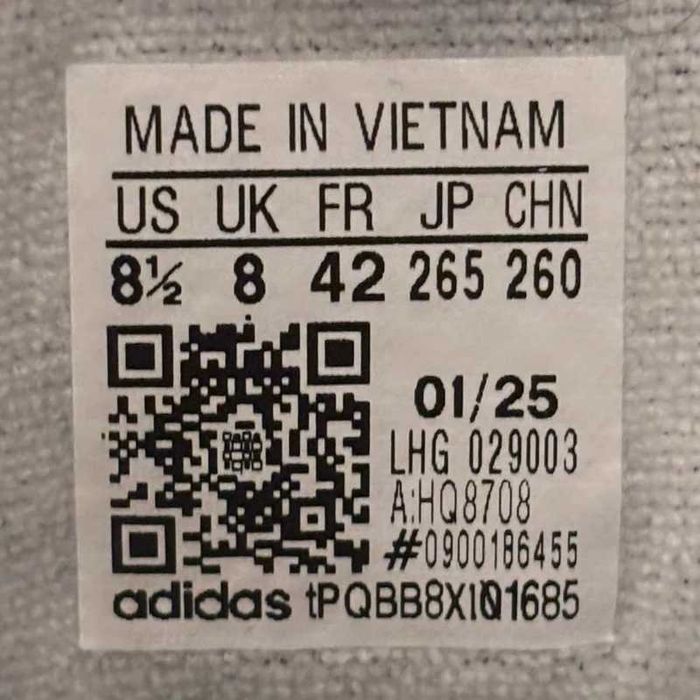 MADE IN VIETNAM
US UK FR JP CHN
8½ 8 42 265 260
01/25
LHG 029003
A:HQ8708
#0900186455
adidas